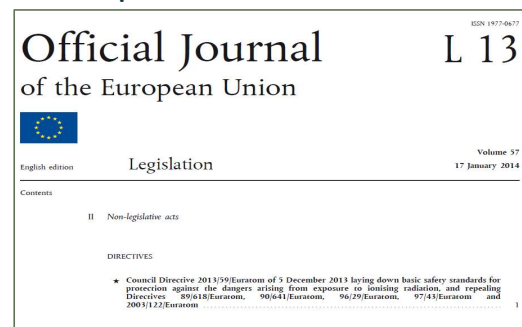 ISSN 1977-0677
Official Journal
L 13
of the European Union
Volume 57
English edition
Legislation
17 January 2014
Contents
II Non-legislative acts
DIRECTIVES
★ Council Directive 2013/59/Euratom of 5 December 2013 laying down basic safety standards for
protection against the dangers arising from exposure to ionising radiation, and repealing
Directives 89/618/Euratom, 90/641/Euratom, 96/29/Euratom, 97/43/Euratom and
2003/122/Euratom ........................ 1